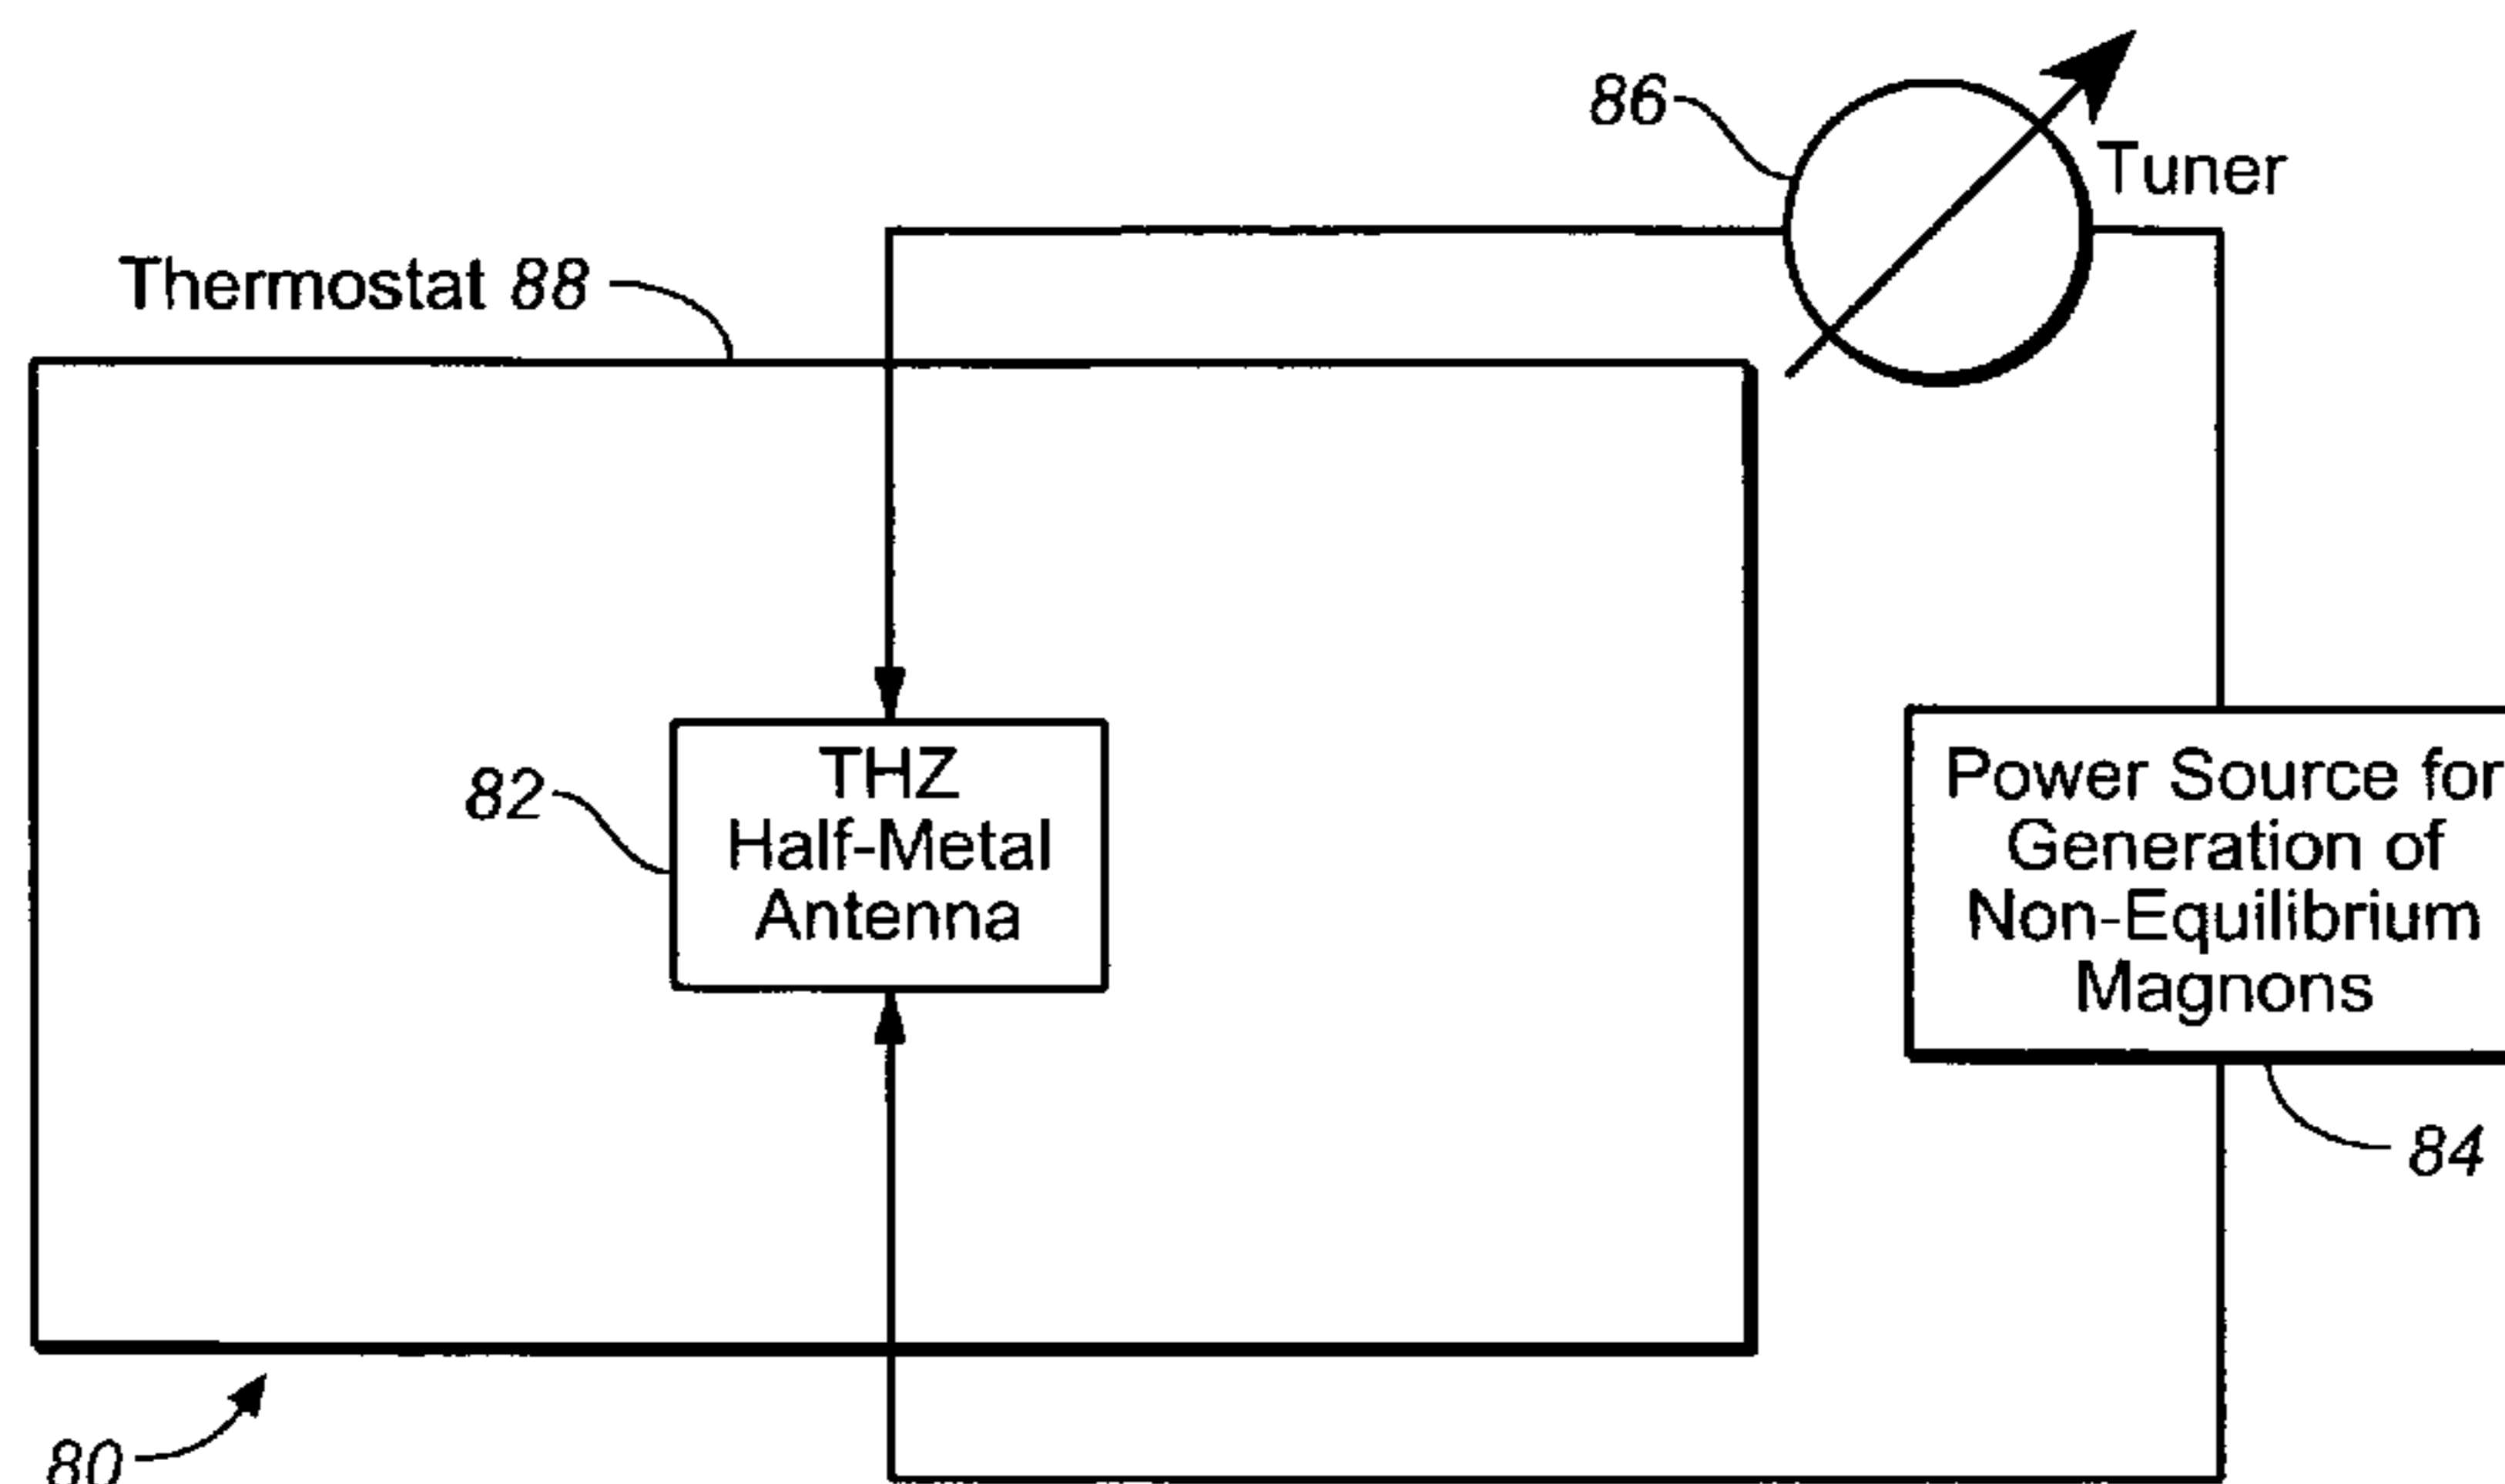 86
Tuner
Thermostat 88
82
THZ
Half-Metal
Antenna
Power Source for
Generation of
Non-Equilibrium
Magnons
84
80